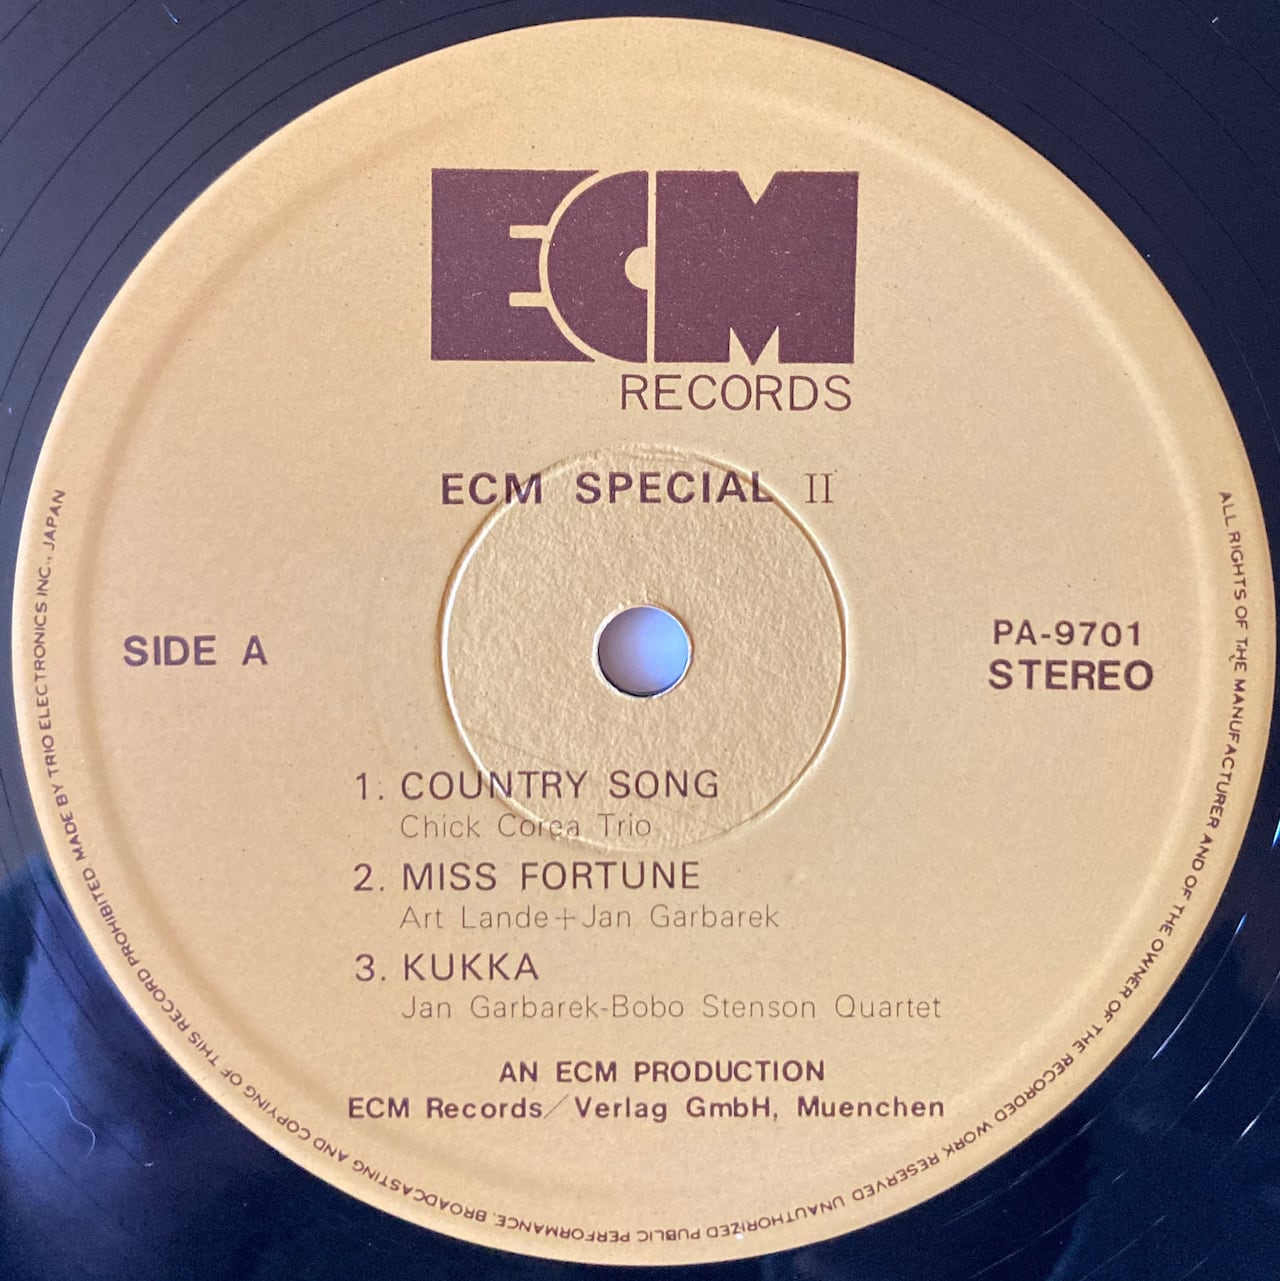 ECM
RECORDS
ECM SPECIAL II
SIDE A
PA-9701
STEREO
1. COUNTRY SONG
Chick Corea Trio
2. MISS FORTUNE
Art Lande+Jan Garbarek
3. KUKKA
Jan Garbarek-Bobo Stenson Quartet
AN ECM PRODUCTION
ECM Records/Verlag GmbH, Muenchen
ALL RIGHTS OF THE MANUFACTURER AND OF THE OWNER OF THE RECORDED WORK RESERVED UNAUTHORIZED PUBLIC PERFORMANCE, BROADCASTING AND COPYING OF THIS RECORD PROHIBITED. MADE BY TRIO ELECTRONICS INC., JAPAN